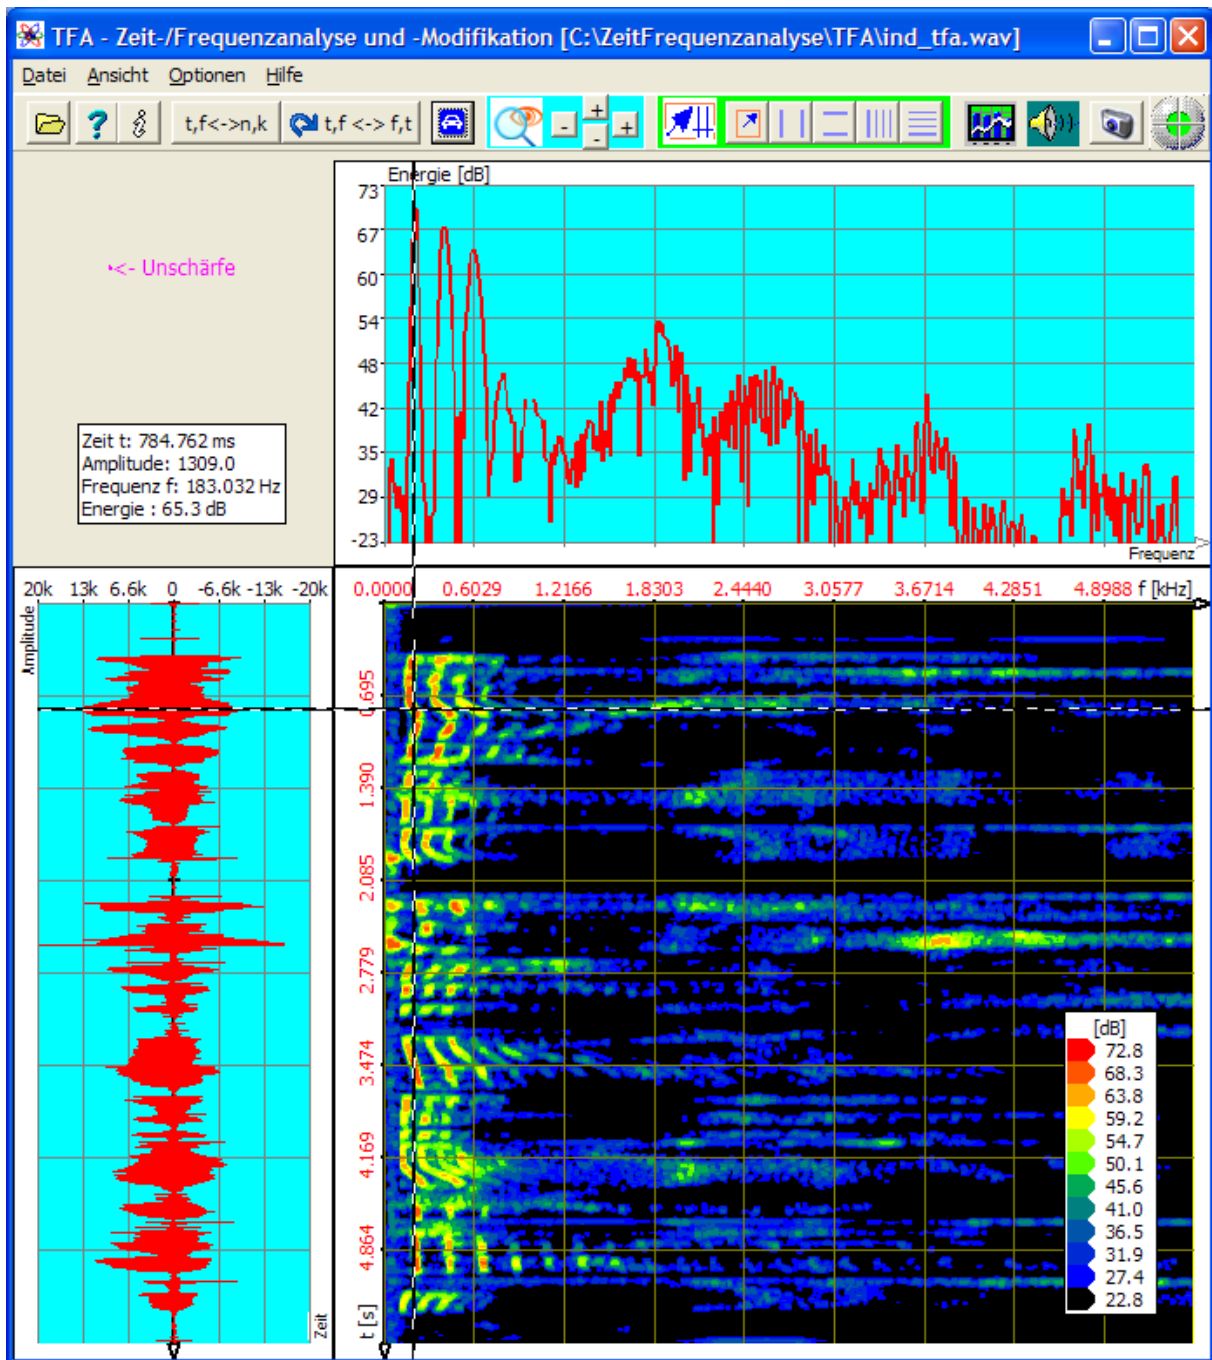 TFA - Zeit-/Frequenzanalyse und -Modifikation [C:\ZeitFrequenzanalyse\TFA\ind_tfa.wav]
Datei Ansicht Optionen Hilfe
t,f<->n,k t,f <-> f,t - + - +
Energie [dB]
73
67
60
54
48
42
35
29
-23
Frequenz
<- Unschärfe
Zeit t: 784.762 ms
Amplitude: 1309.0
Frequenz f: 183.032 Hz
Energie : 65.3 dB
20k 13k 6.6k 0 -6.6k -13k -20k
Amplitude
Zeit
0.0000 0.6029 1.2166 1.8303 2.4440 3.0577 3.6714 4.2851 4.8988 f [kHz]
0.695
1.390
2.085
2.779
3.474
4.169
4.864
t [s]
[dB]
72.8
68.3
63.8
59.2
54.7
50.1
45.6
41.0
36.5
31.9
27.4
22.8